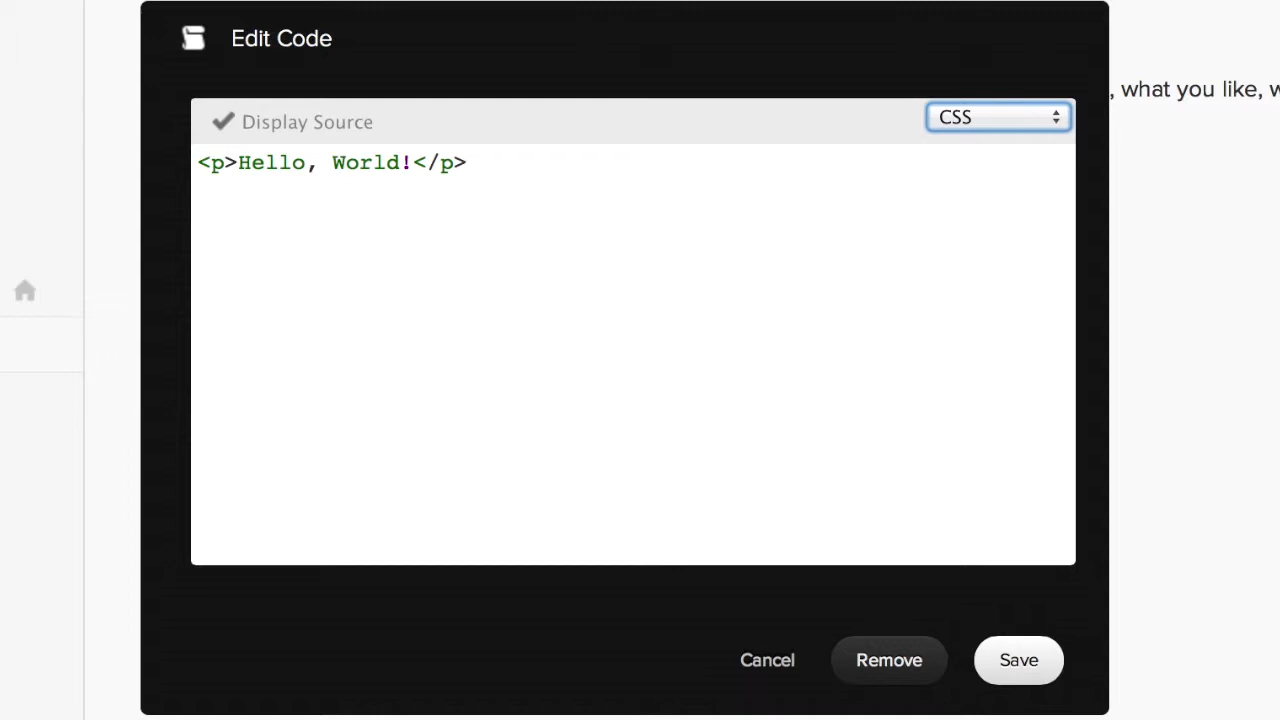 Edit Code
, what you like, w
Display Source
CSS
<p>Hello, World!</p>
Cancel
Remove
Save